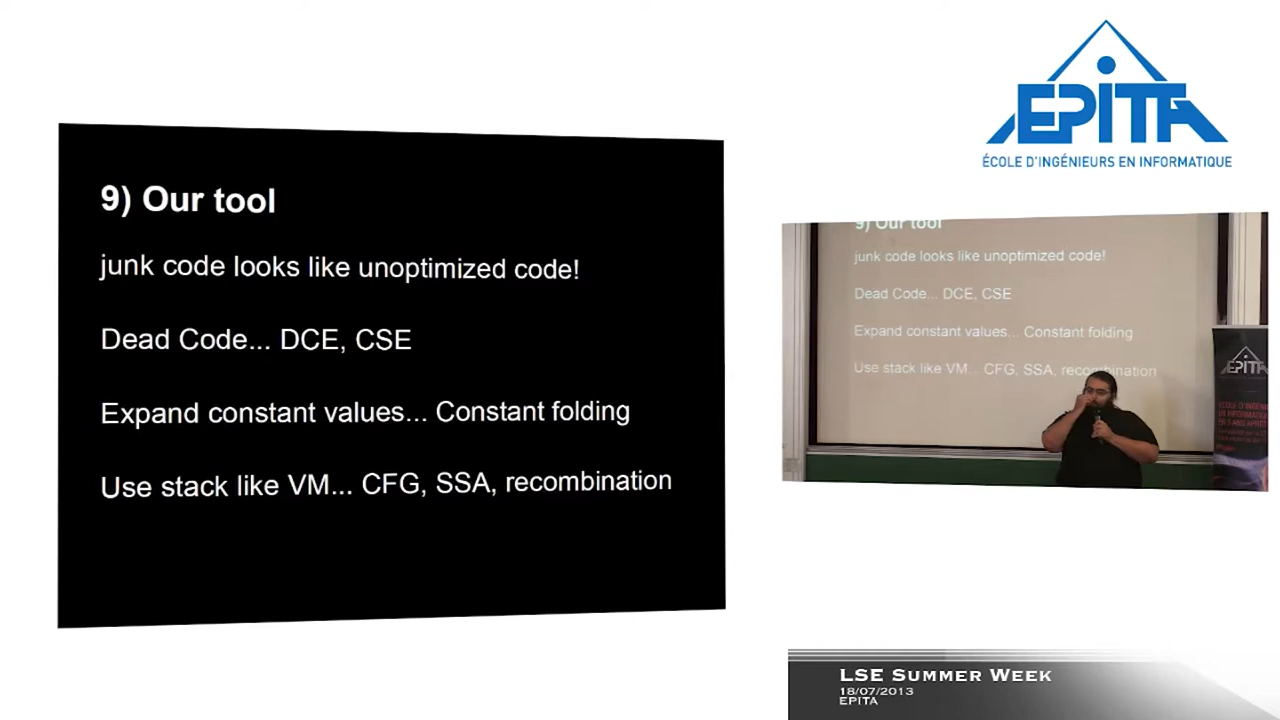 EPITA
ÉCOLE D'INGÉNIEURS EN INFORMATIQUE
9) Our tool
junk code looks like unoptimized code!
Dead Code... DCE, CSE
Expand constant values... Constant folding
Use stack like VM... CFG, SSA, recombination
9) Our tool
junk code looks like unoptimized code!
Dead Code... DCE, CSE
Expand constant values... Constant folding
Use stack like VM... CFG, SSA, recombination
EPITA
LSE SUMMER WEEK
18/07/2013
EPITA